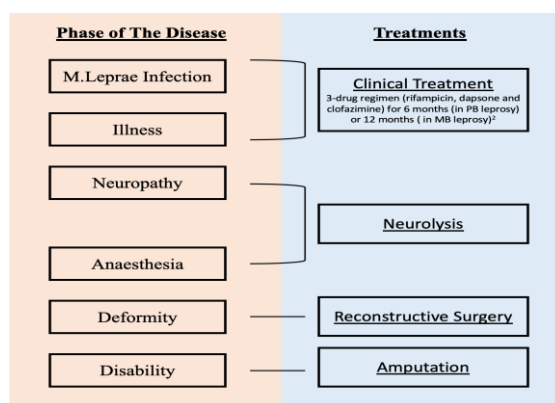 Phase of The Disease
Treatments
M.Leprae Infection
Illness
Clinical Treatment
3-drug regimen (rifampicin, dapsone and
clofazimine) for 6 months (in PB leprosy)
or 12 months ( in MB leprosy)²
Neuropathy
Anaesthesia
Neurolysis
Deformity
Reconstructive Surgery
Disability
Amputation